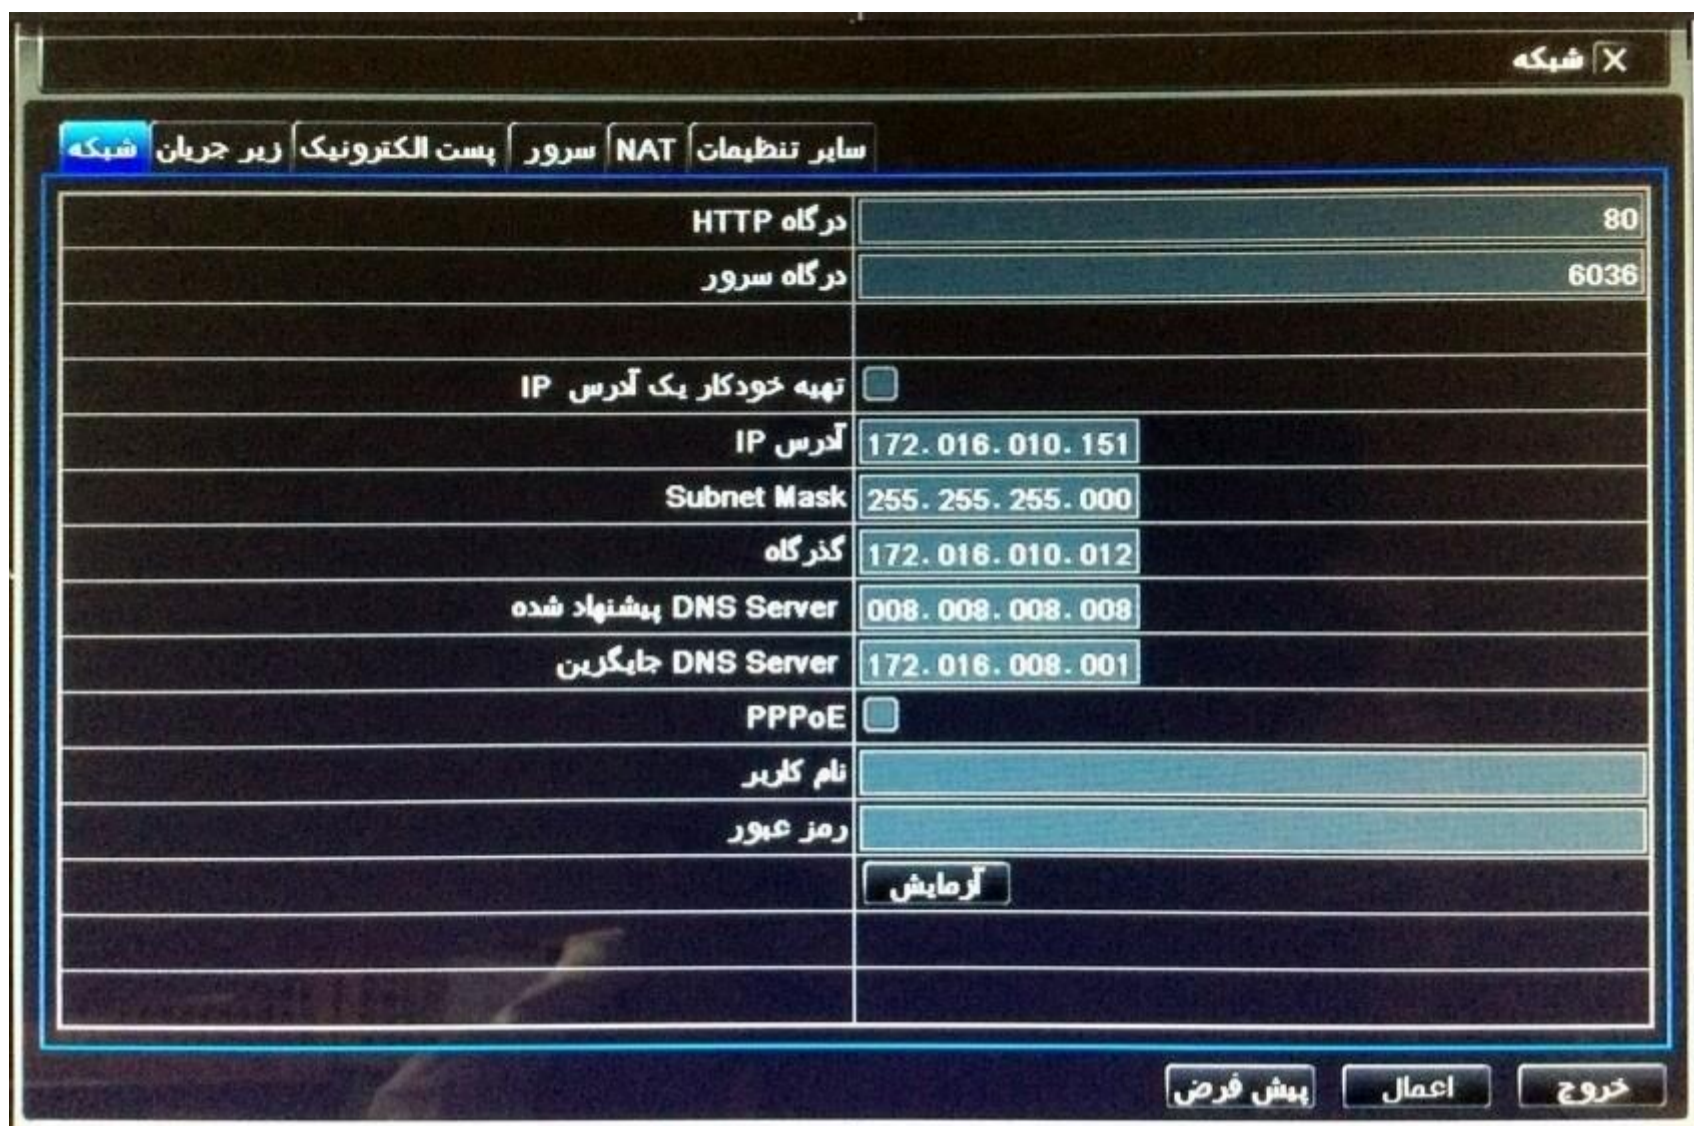 شبکه
شبکه
زیر جریان
پست الکترونیک
سرور
NAT
سایر تنظیمات
درگاه HTTP 80
درگاه سرور 6036
تهیه خودکار یک آدرس IP
آدرس IP 172.016.010.151
Subnet Mask 255.255.255.000
گذرگاه 172.016.010.012
DNS Server پیشنهاد شده 008.008.008.008
DNS Server جایگزین 172.016.008.001
PPPoE
نام کاربر
رمز عبور
آزمایش
پیش فرض
اعمال
خروج